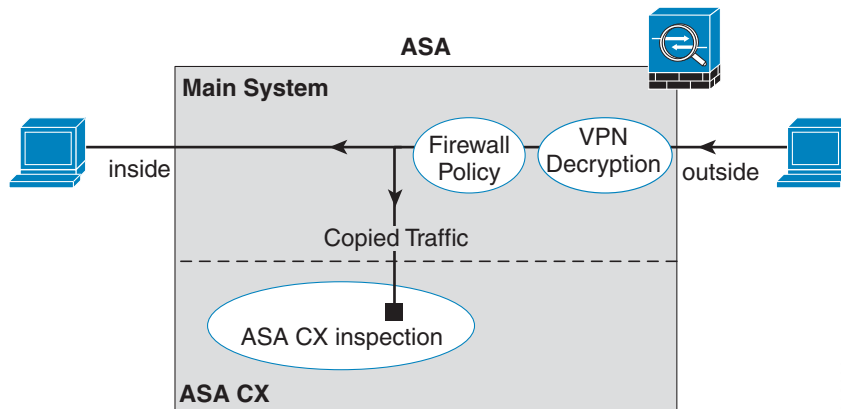 ASA
Main System
inside
Firewall
Policy
VPN
Decryption
outside
Copied Traffic
ASA CX inspection
ASA CX